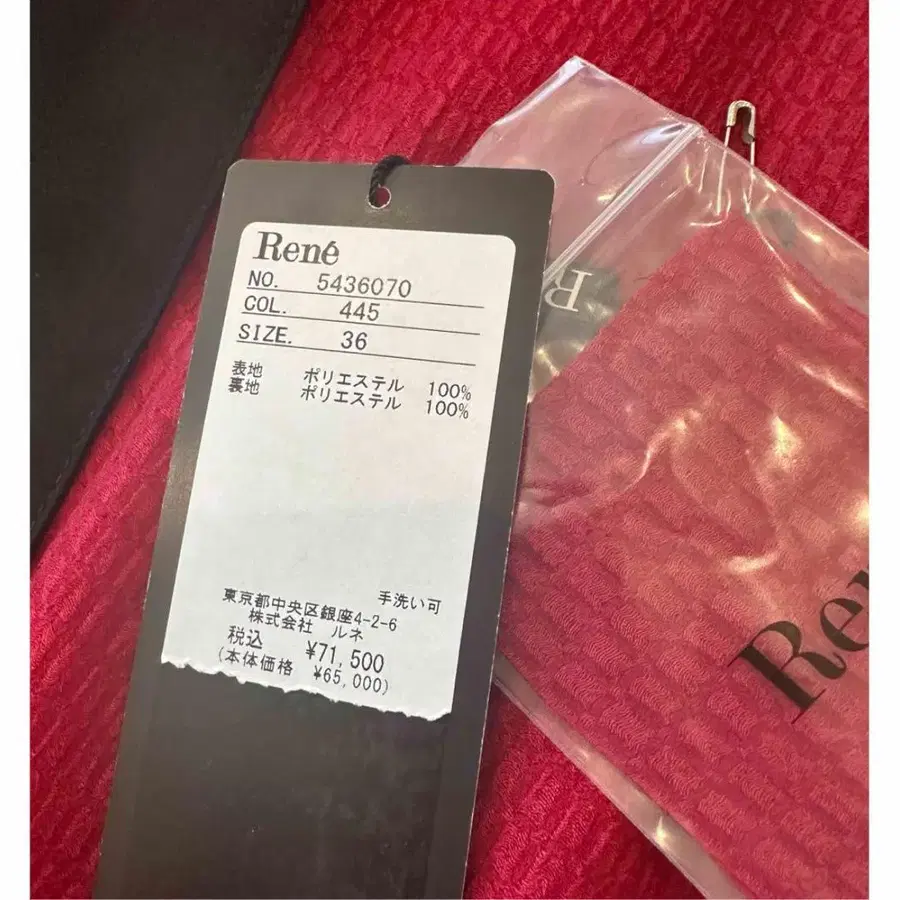 René
NO. 5436070
COL. 445
SIZE. 36
表地 ポリエステル 100%
裏地 ポリエステル 100%
手洗い可
東京都中央区銀座4-2-6
株式会社 ルネ
税込 ¥71,500
(本体価格 ¥65,000)
R
Ren